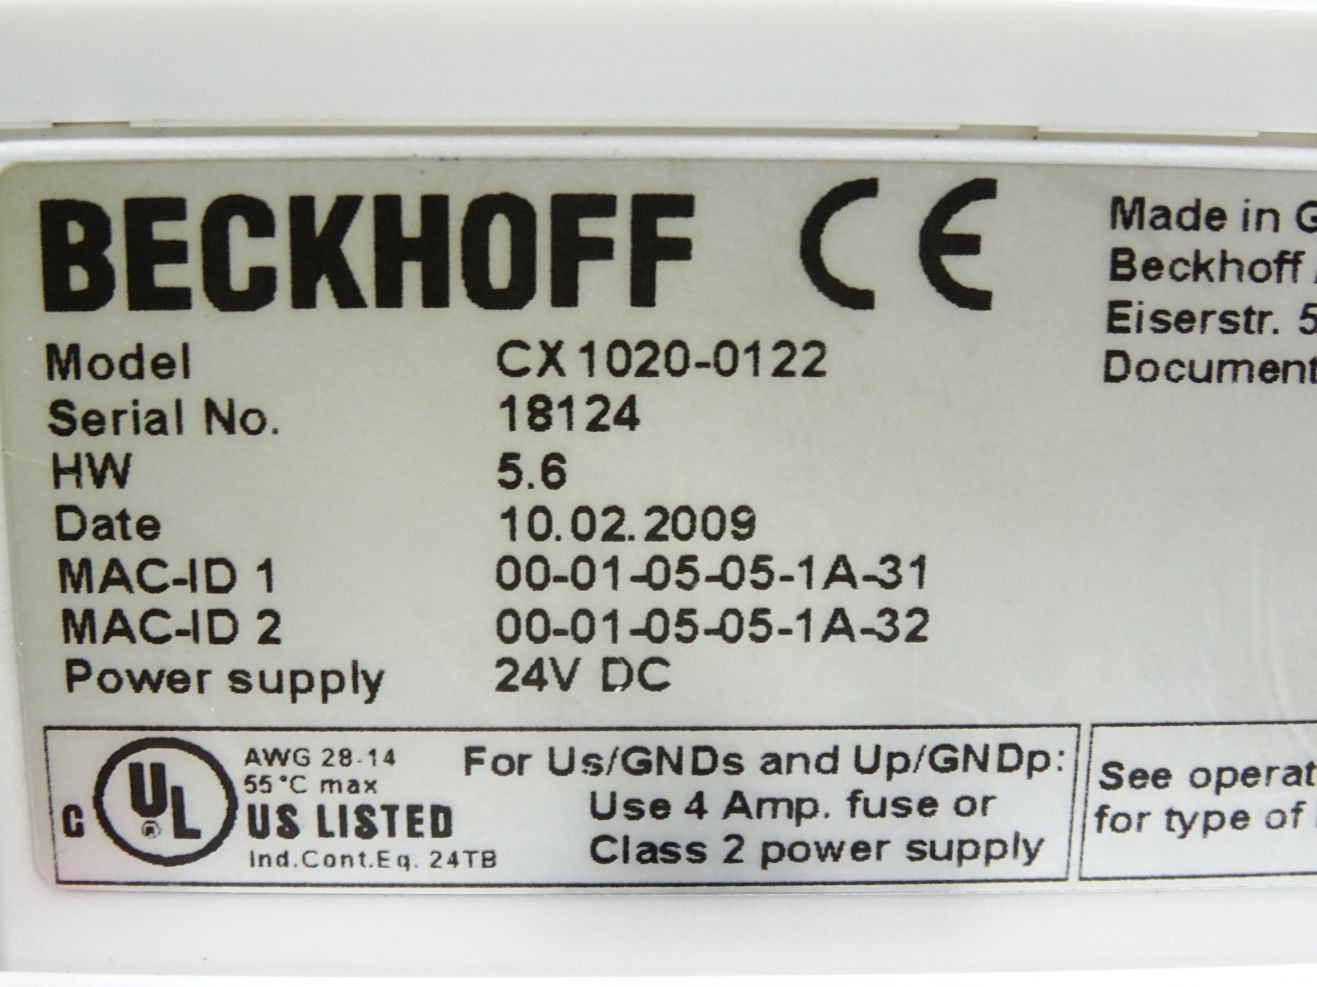 BECKHOFF CE
Made in G
Beckhoff
Eiserstr. 5
Document
Model CX1020-0122
Serial No. 18124
HW 5.6
Date 10.02.2009
MAC-ID 1 00-01-05-05-1A-31
MAC-ID 2 00-01-05-05-1A-32
Power supply 24V DC
C UL ® AWG 28-14
55°C max
US LISTED
Ind.Cont.Eq. 24TB
For Us/GNDs and Up/GNDp:
Use 4 Amp. fuse or
Class 2 power supply
See operat
for type of